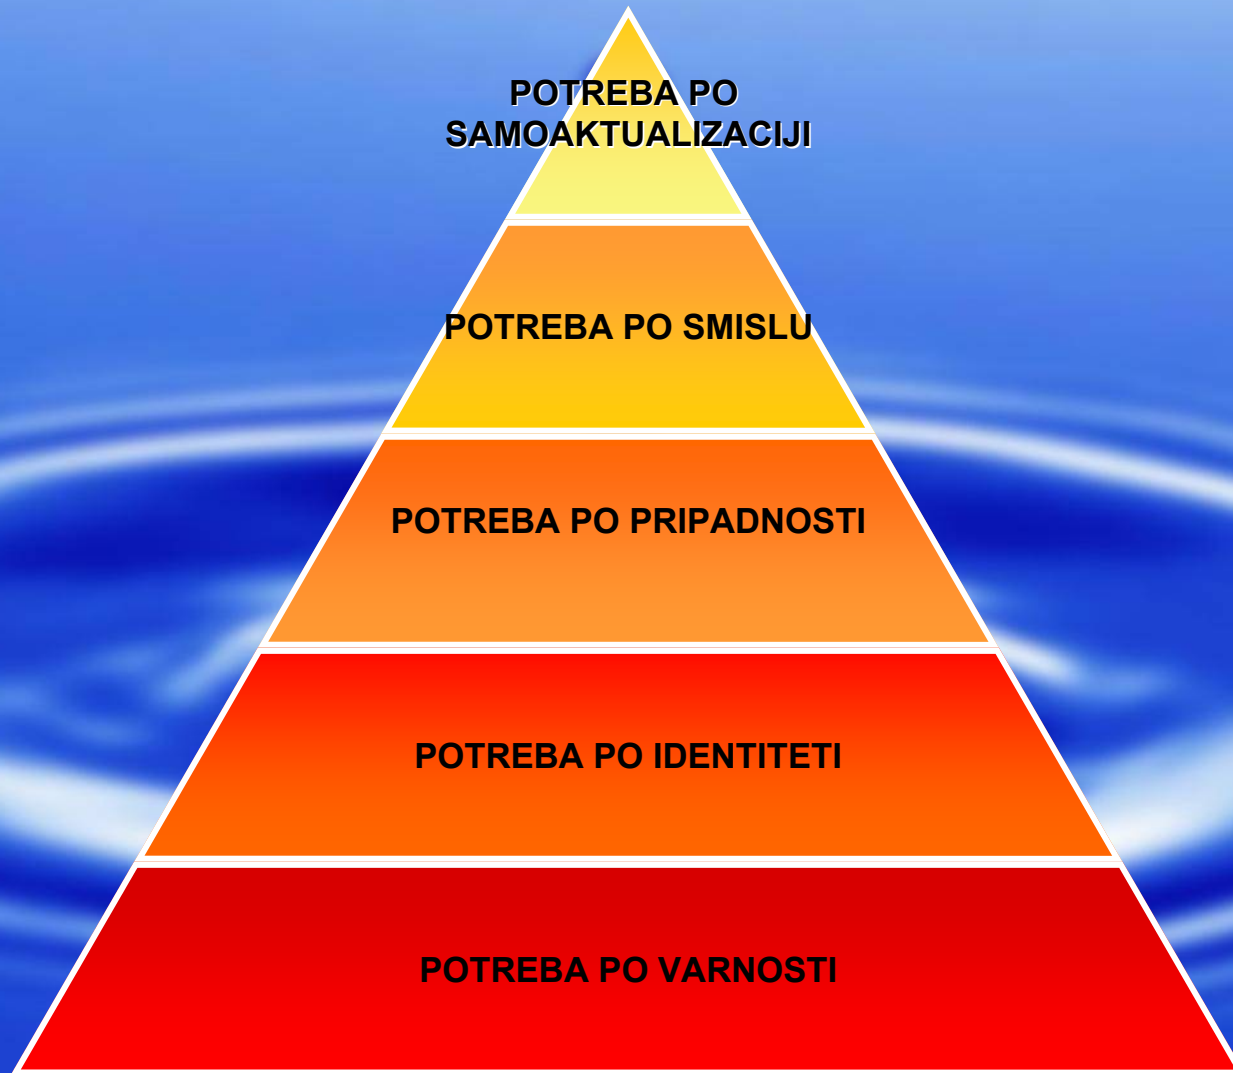 POTREBA PO
SAMOAKTUALIZACIJI
POTREBA PO SMISLU
POTREBA PO PRIPADNOSTI
POTREBA PO IDENTITETI
POTREBA PO VARNOSTI